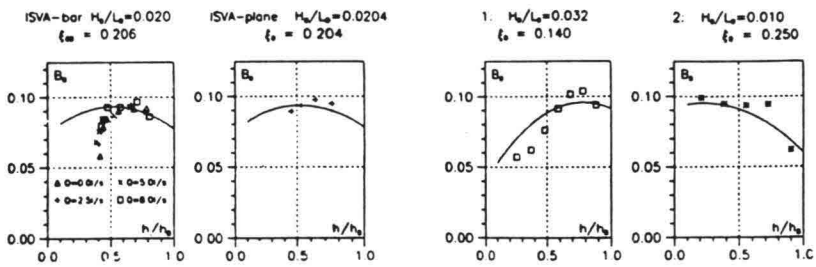 ISVA-bar H₀/L₀=0.020
ξ₀₀ = 0.206
ISVA-plane H₀/L₀=0.0204
ξ₀ = 0.204
1: H₀/L₀=0.032
ξ₀ = 0.140
2: H₀/L₀=0.010
ξ₀ = 0.250
B₀
0.10
0.05
0.00
△ Q=0.0l/s × Q=5.0l/s
+ Q=2.5l/s □ Q=8.0l/s
h/h₀
0.0 0.5 1.0
B₀
0.10
0.05
0.00
h/h₀
0.0 0.5 1.0
B₀
0.10
0.05
0.00
h/h₀
0.0 0.5 1.0
B₀
0.10
0.05
0.00
h/h₀
0.0 0.5 1.0